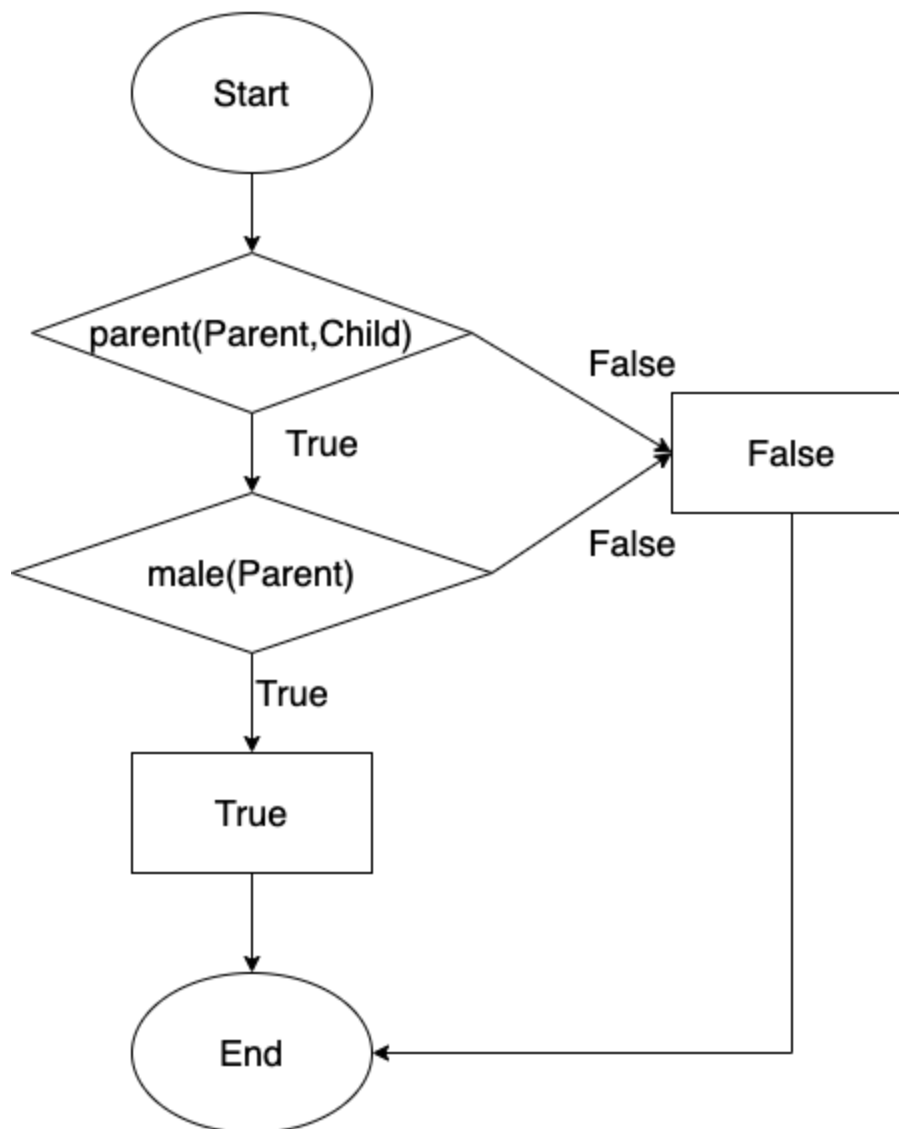 Start
parent(Parent,Child)
False
True
False
male(Parent)
False
True
True
End